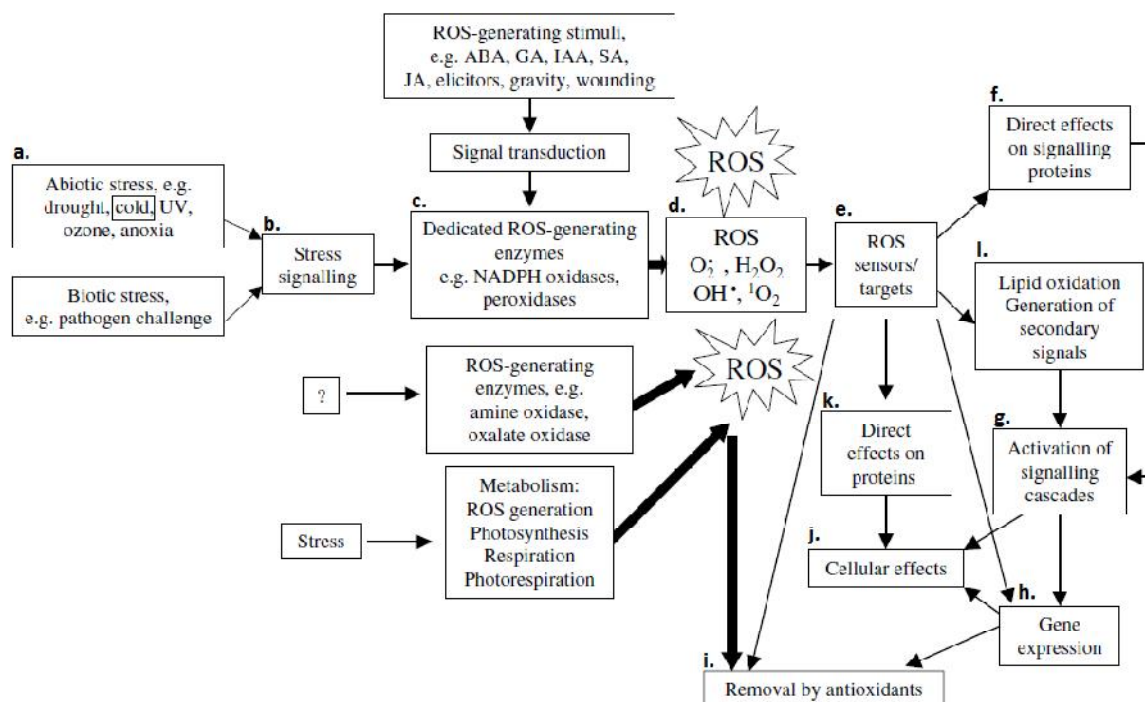 ROS-generating stimuli,
e.g. ABA, GA, IAA, SA,
JA, elicitors, gravity, wounding
Signal transduction
a.
Abiotic stress, e.g.
drought, cold, UV,
ozone, anoxia
Biotic stress,
e.g. pathogen challenge
b.
Stress
signalling
c.
Dedicated ROS-generating
enzymes
e.g. NADPH oxidases,
peroxidases
ROS
d.
ROS
O₂•⁻, H₂O₂
OH•, ¹O₂
e.
ROS
sensors/
targets
f.
Direct effects
on signalling
proteins
l.
Lipid oxidation
Generation of
secondary
signals
?
ROS-generating
enzymes, e.g.
amine oxidase,
oxalate oxidase
ROS
k.
Direct
effects on
proteins
g.
Activation of
signalling
cascades
Stress
Metabolism:
ROS generation
Photosynthesis
Respiration
Photorespiration
j.
Cellular effects
h.
Gene
expression
i.
Removal by antioxidants